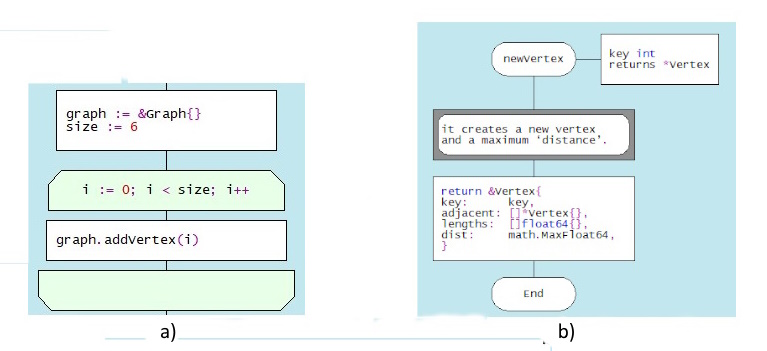 graph := &Graph{}
size := 6
i := 0; i < size; i++
graph.addVertex(i)
a)
newVertex
key int
returns *Vertex
it creates a new vertex
and a maximum 'distance'.
return &Vertex{
key: key,
adjacent: []*Vertex{},
lengths: []float64{},
dist: math.MaxFloat64,
}
End
b)